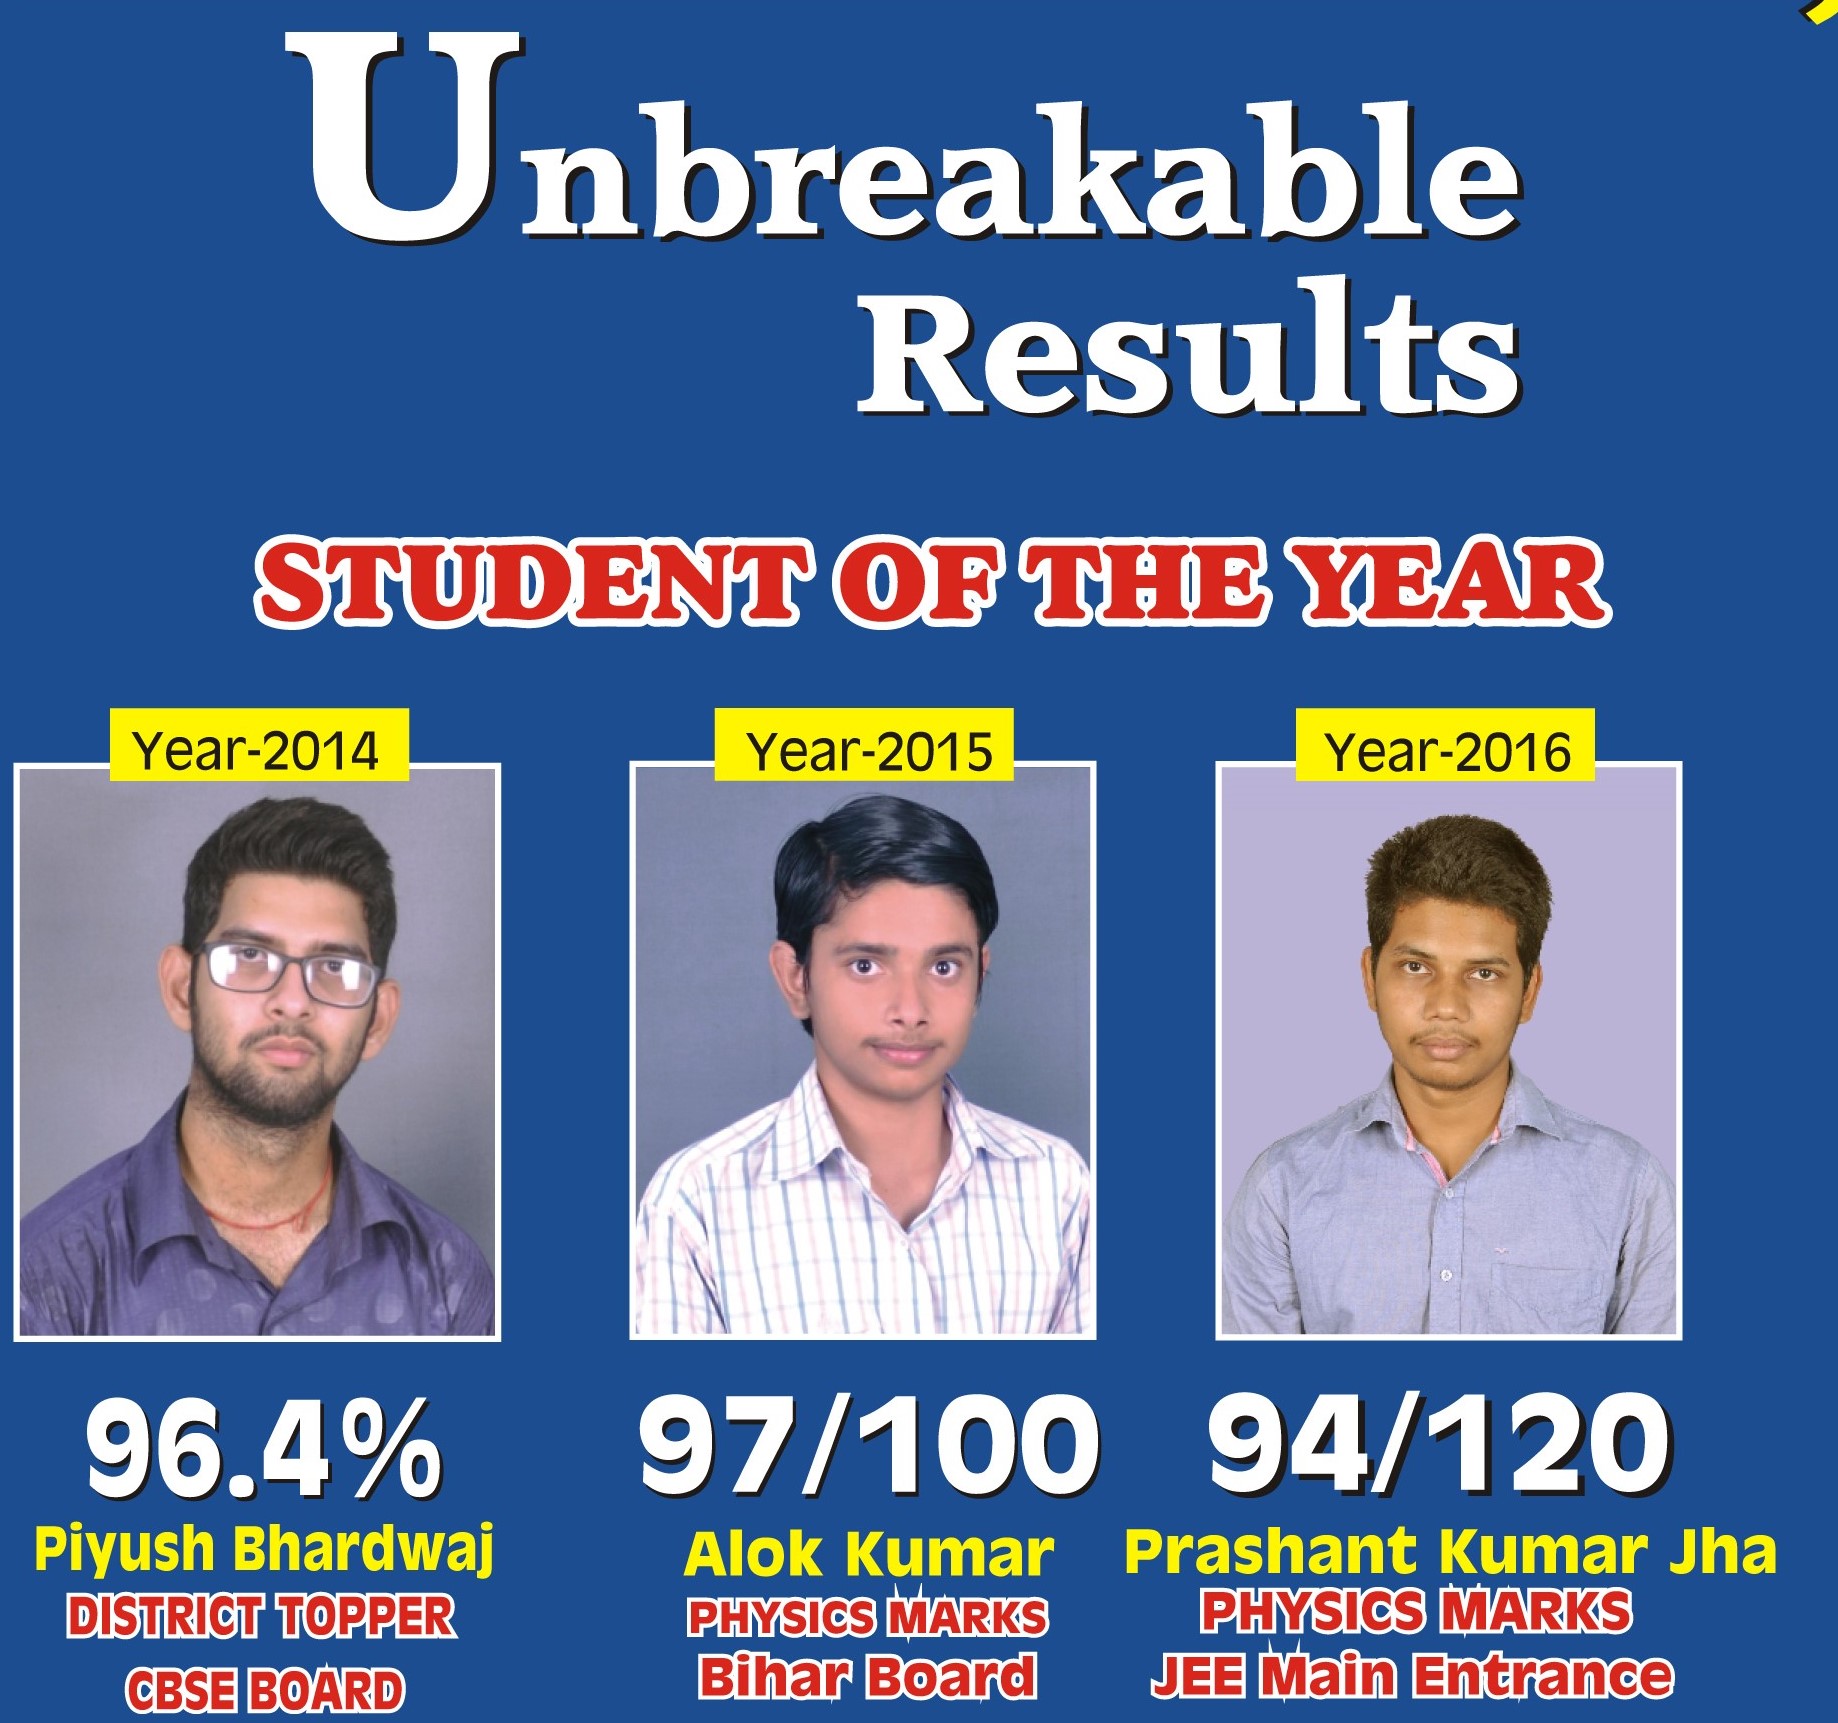 Unbreakable
Results
STUDENT OF THE YEAR
Year-2014
Year-2015
Year-2016
96.4%
97/100
94/120
Piyush Bhardwaj
Alok Kumar
Prashant Kumar Jha
DISTRICT TOPPER
PHYSICS MARKS
PHYSICS MARKS
CBSE BOARD
Bihar Board
JEE Main Entrance